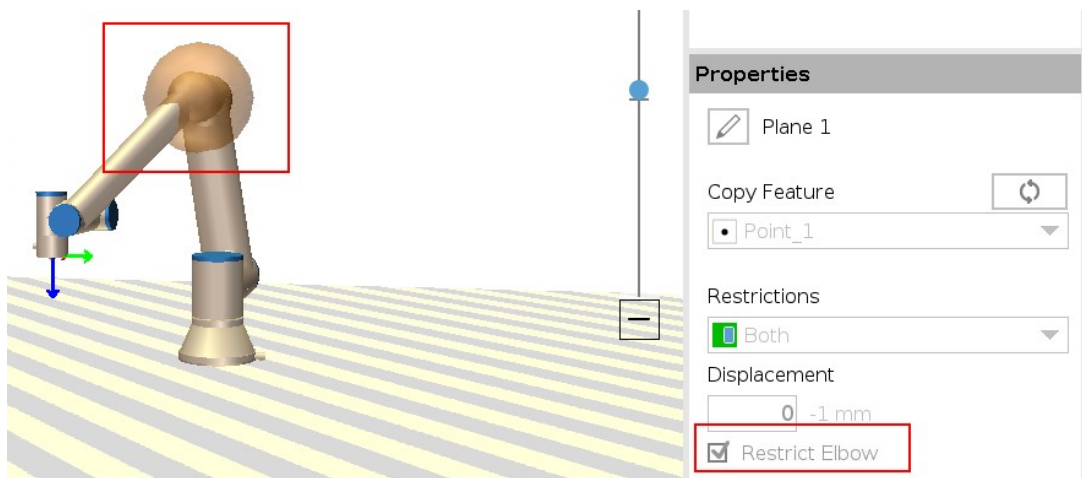 Properties
Plane 1
Copy Feature
Point_1
Restrictions
Both
Displacement
0 -1 mm
Restrict Elbow